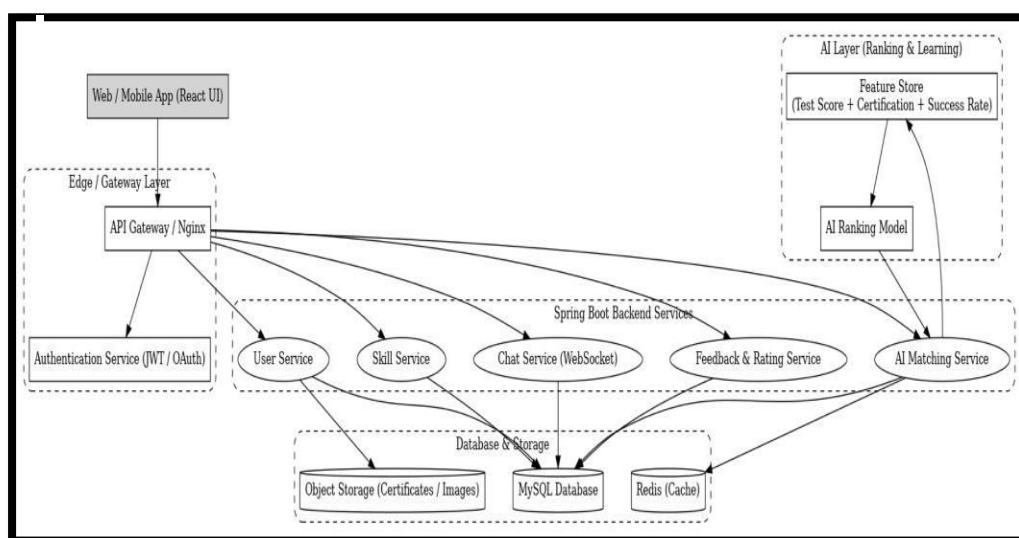 AI Layer (Ranking & Learning)
Web / Mobile App (React UI)
Feature Store
(Test Score + Certification + Success Rate)
Edge / Gateway Layer
API Gateway / Nginx
AI Ranking Model
Spring Boot Backend Services
Authentication Service (JWT / OAuth)
User Service
Skill Service
Chat Service (WebSocket)
Feedback & Rating Service
AI Matching Service
Database & Storage
Object Storage (Certificates / Images)
MySQL Database
Redis (Cache)